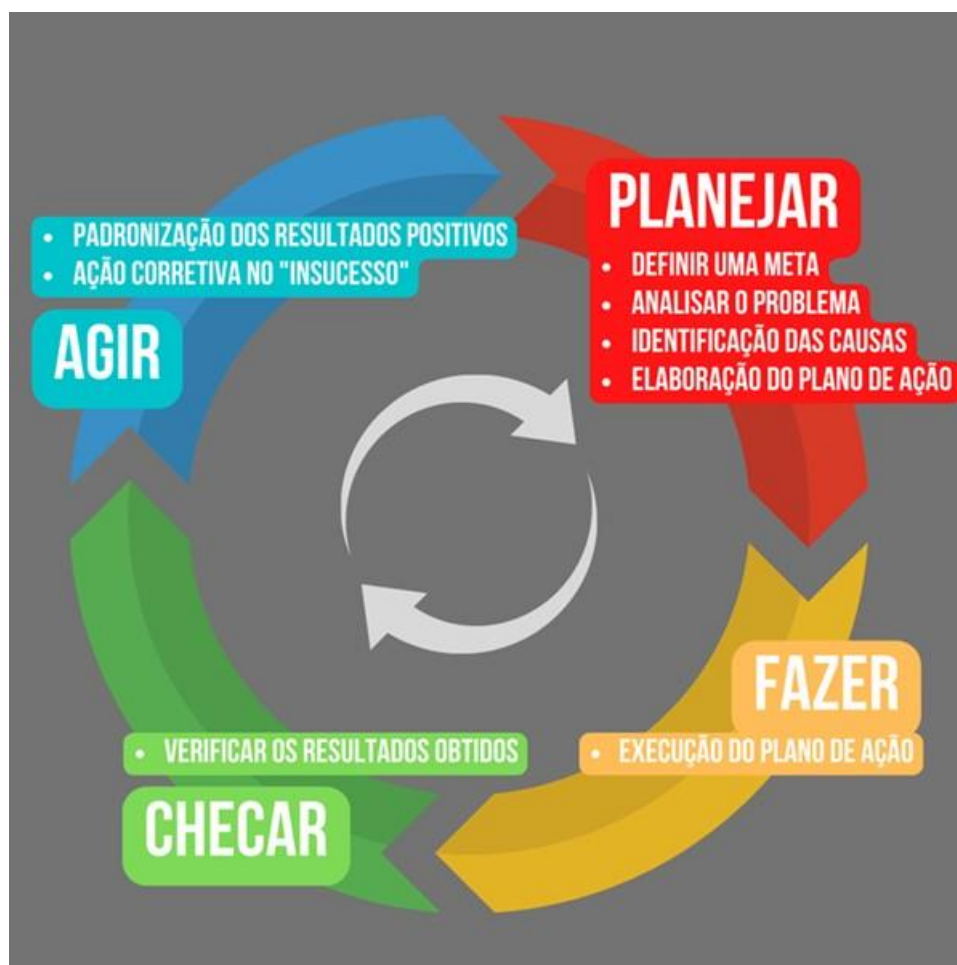 PLANEJAR
• DEFINIR UMA META
• ANALISAR O PROBLEMA
• IDENTIFICAÇÃO DAS CAUSAS
• ELABORAÇÃO DO PLANO DE AÇÃO
FAZER
• EXECUÇÃO DO PLANO DE AÇÃO
• VERIFICAR OS RESULTADOS OBTIDOS
CHECAR
• PADRONIZAÇÃO DOS RESULTADOS POSITIVOS
• AÇÃO CORRETIVA NO "INSUCESSO"
AGIR